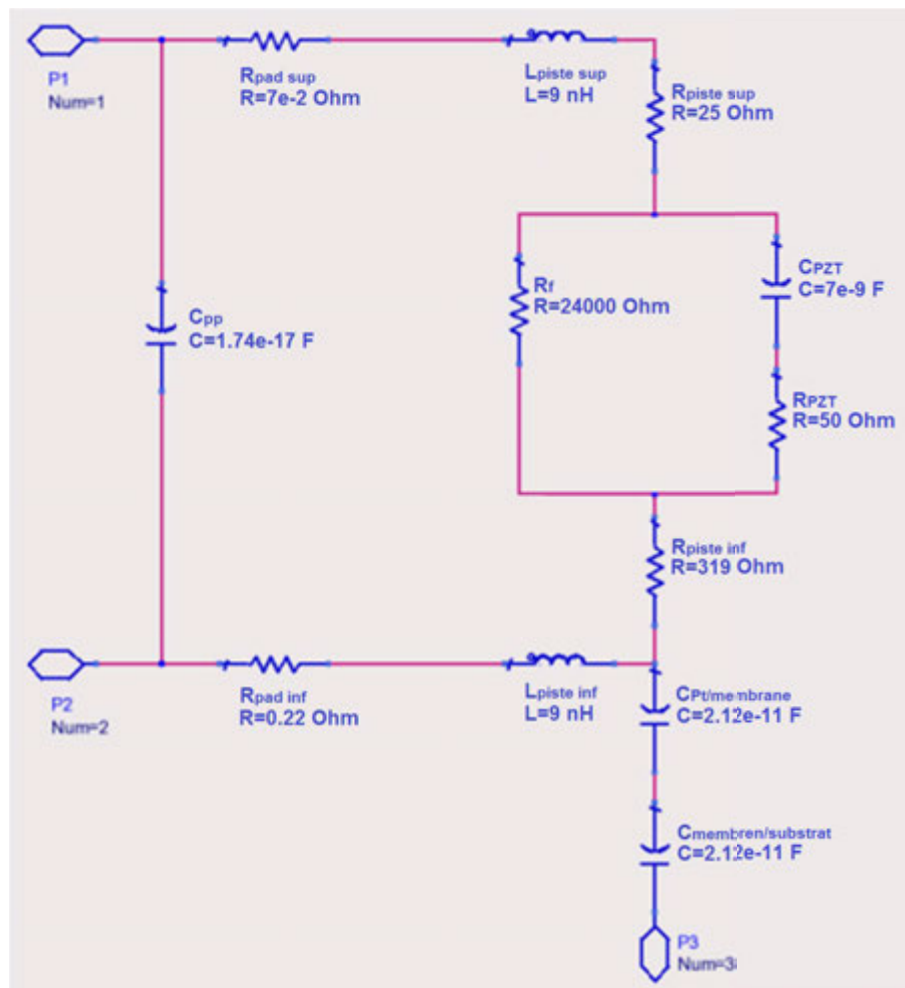 P1
Num=1
Rpad sup
R=7e-2 Ohm
Lpiste sup
L=9 nH
Rpiste sup
R=25 Ohm
Cpp
C=1.74e-17 F
Rf
R=24000 Ohm
CPZT
C=7e-9 F
RPZT
R=50 Ohm
Rpiste inf
R=319 Ohm
P2
Num=2
Rpad inf
R=0.22 Ohm
Lpiste inf
L=9 nH
CPt/membrane
C=2.12e-11 F
Cmembren/substrat
C=2.12e-11 F
P3
Num=3